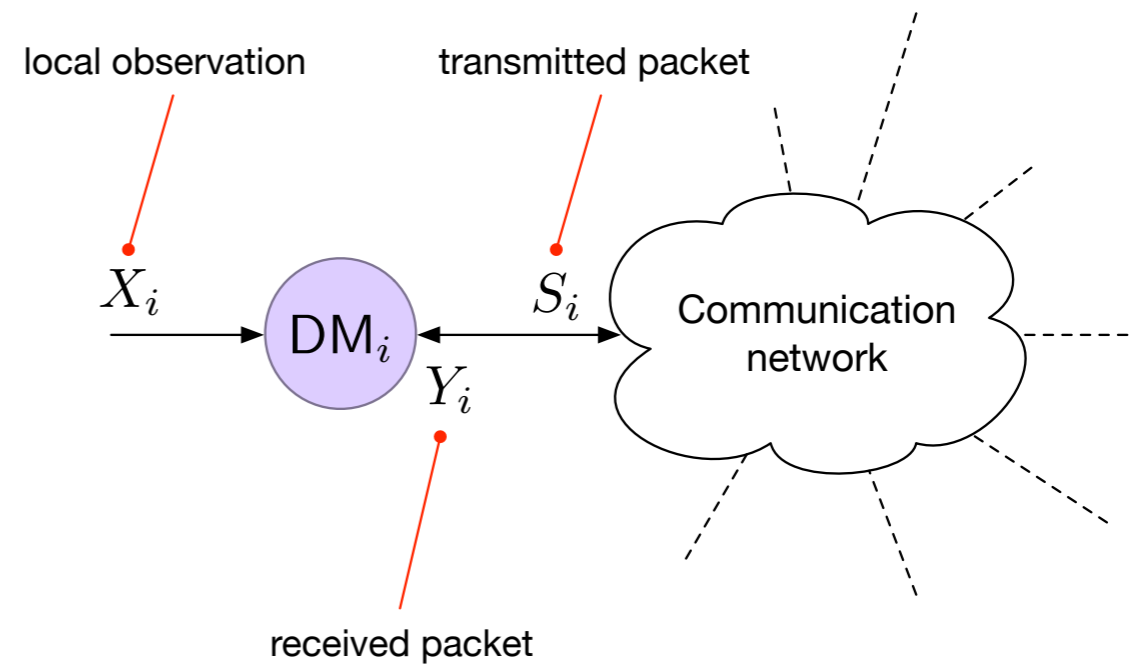 local observation
transmitted packet
X_i
S_i
DM_i
Communication
network
Y_i
received packet